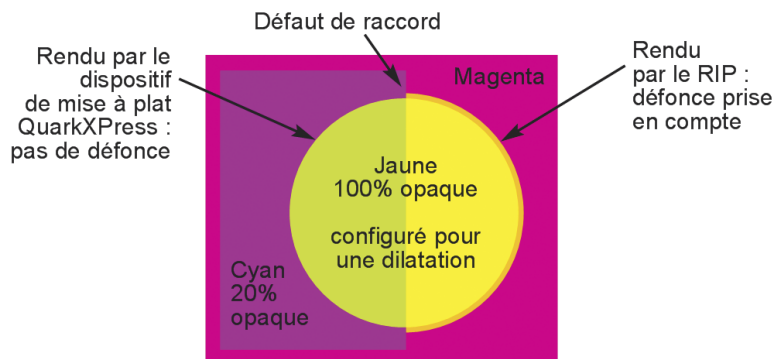 Défaut de raccord
Rendu par le
dispositif
de mise à plat
QuarkXPress :
pas de défonce
Magenta
Rendu
par le RIP :
défonce prise
en compte
Jaune
100% opaque
configuré pour
une dilatation
Cyan
20%
opaque